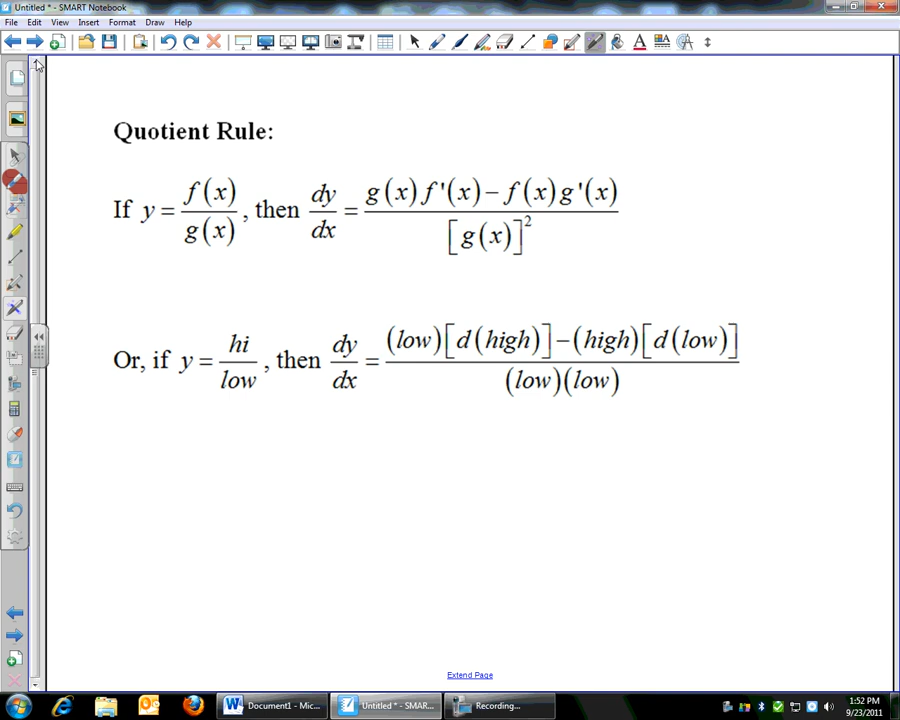 Untitled * - SMART Notebook
File Edit View Insert Format Draw Help
Quotient Rule:
If y = f(x)/g(x), then dy/dx = g(x)f'(x) − f(x)g'(x) / [g(x)]²
Or, if y = hi/low, then dy/dx = (low)[d(high)] − (high)[d(low)] / (low)(low)
Extend Page
Document1 - Mic... Untitled * - SMAR... Recording... 1:52 PM
9/23/2011